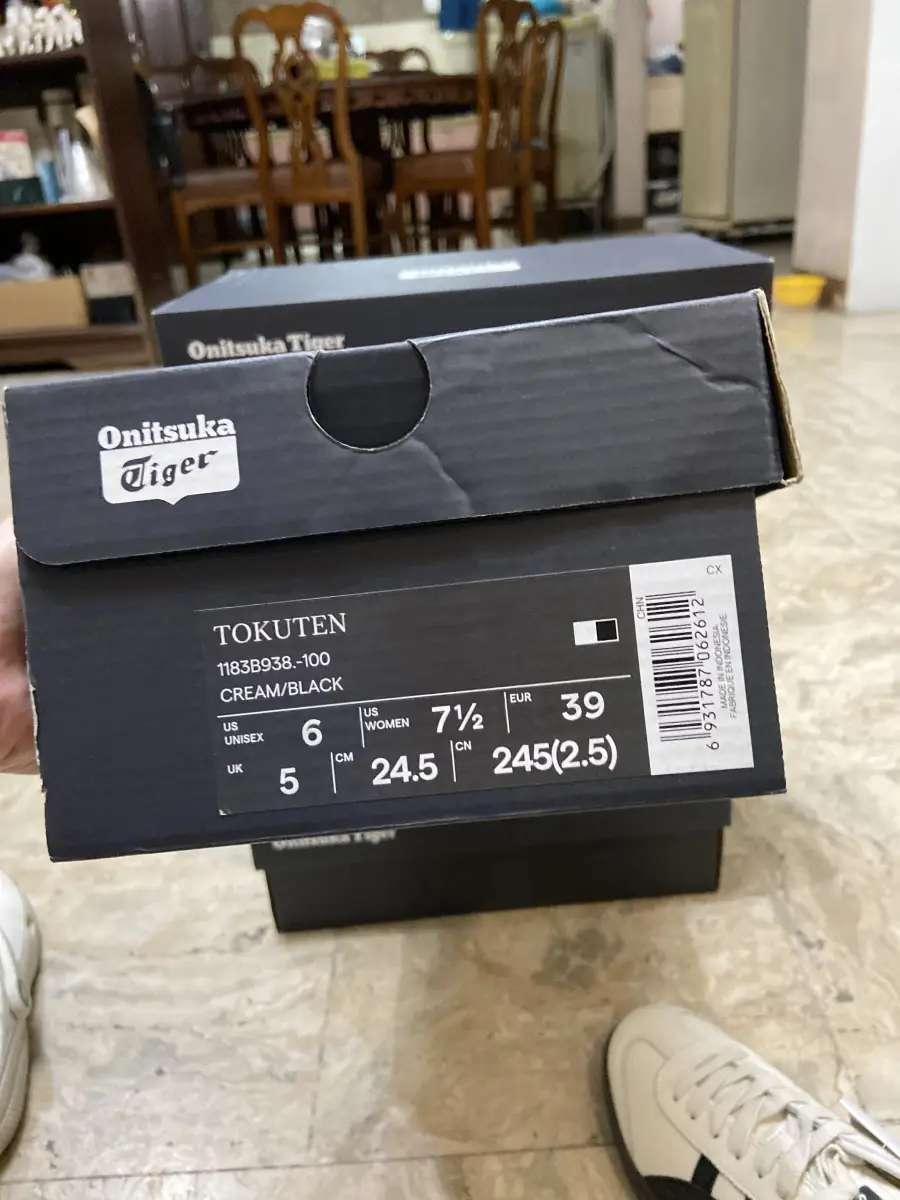 Onitsuka Tiger
Onitsuka
Tiger
TOKUTEN
1183B938.-100
CREAM/BLACK
US
UNISEX
6
US
WOMEN
7½
EUR
39
UK
5
CM
24.5
CN
245(2.5)
CX
CHN
6 931787 062612
MADE IN INDONESIA
FABRIQUE EN INDONESIE
Onitsuka Tiger